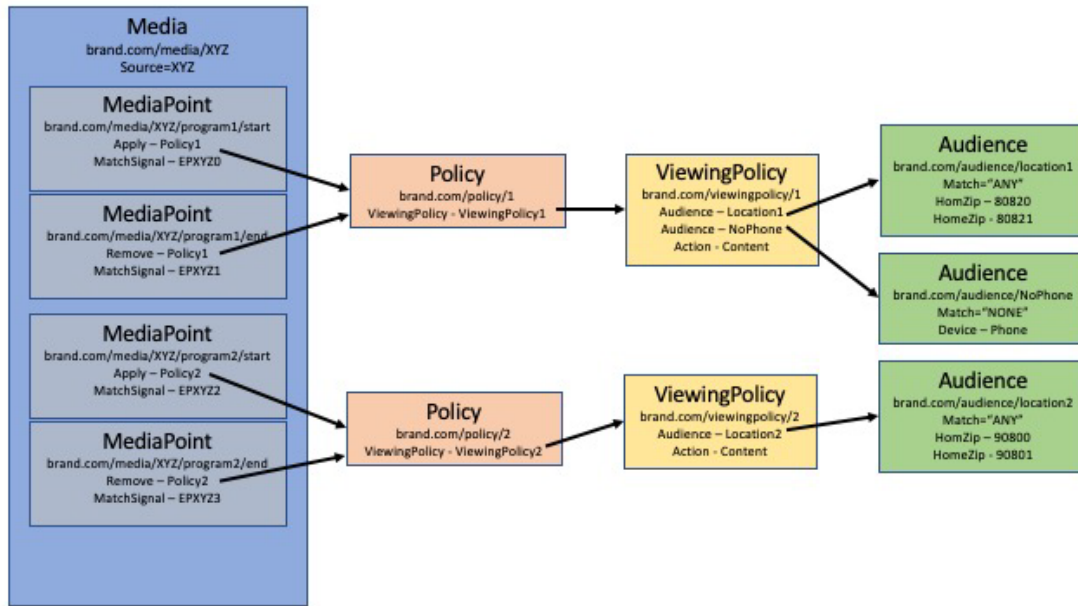 Media
brand.com/media/XYZ
Source=XYZ
MediaPoint
brand.com/media/XYZ/program1/start
Apply – Policy1
MatchSignal – EPXYZ0
MediaPoint
brand.com/media/XYZ/program1/end
Remove – Policy1
MatchSignal – EPXYZ1
MediaPoint
brand.com/media/XYZ/program2/start
Apply – Policy2
MatchSignal – EPXYZ2
MediaPoint
brand.com/media/XYZ/program2/end
Remove – Policy2
MatchSignal – EPXYZ3
Policy
brand.com/policy/1
ViewingPolicy - ViewingPolicy1
Policy
brand.com/policy/2
ViewingPolicy - ViewingPolicy2
ViewingPolicy
brand.com/viewingpolicy/1
Audience – Location1
Audience – NoPhone
Action - Content
ViewingPolicy
brand.com/viewingpolicy/2
Audience – Location2
Action - Content
Audience
brand.com/audience/location1
Match="ANY"
HomZip – 80820
HomeZip - 80821
Audience
brand.com/audience/NoPhone
Match="NONE"
Device – Phone
Audience
brand.com/audience/location2
Match="ANY"
HomZip – 90800
HomeZip - 90801